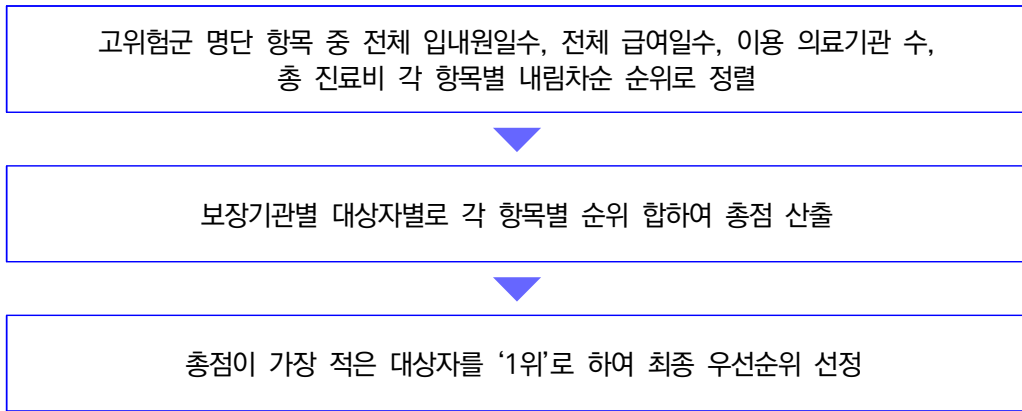 고위험군 명단 항목 중 전체 입내원일수, 전체 급여일수, 이용 의료기관 수,
총 진료비 각 항목별 내림차순 순위로 정렬
보장기관별 대상자별로 각 항목별 순위 합하여 총점 산출
총점이 가장 적은 대상자를 ‘1위’로 하여 최종 우선순위 선정